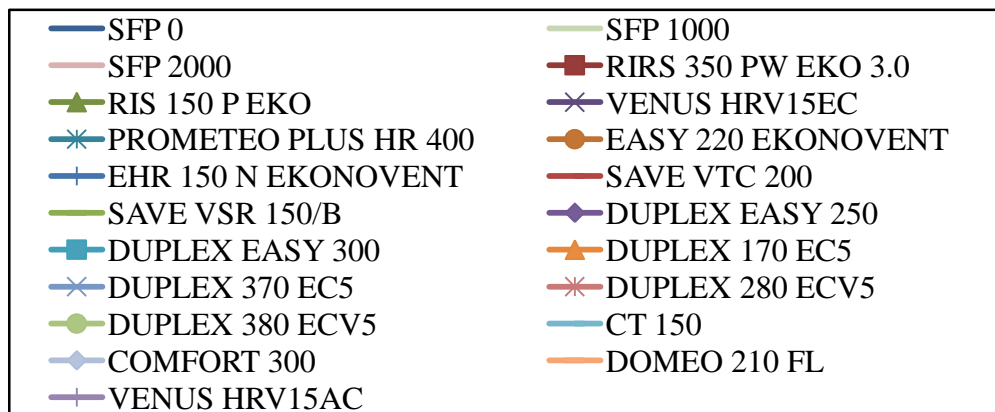 SFP 0 SFP 1000
SFP 2000 RIRS 350 PW EKO 3.0
RIS 150 P EKO VENUS HRV15EC
PROMETEO PLUS HR 400 EASY 220 EKONOVENT
EHR 150 N EKONOVENT SAVE VTC 200
SAVE VSR 150/B DUPLEX EASY 250
DUPLEX EASY 300 DUPLEX 170 EC5
DUPLEX 370 EC5 DUPLEX 280 ECV5
DUPLEX 380 ECV5 CT 150
COMFORT 300 DOMEO 210 FL
VENUS HRV15AC